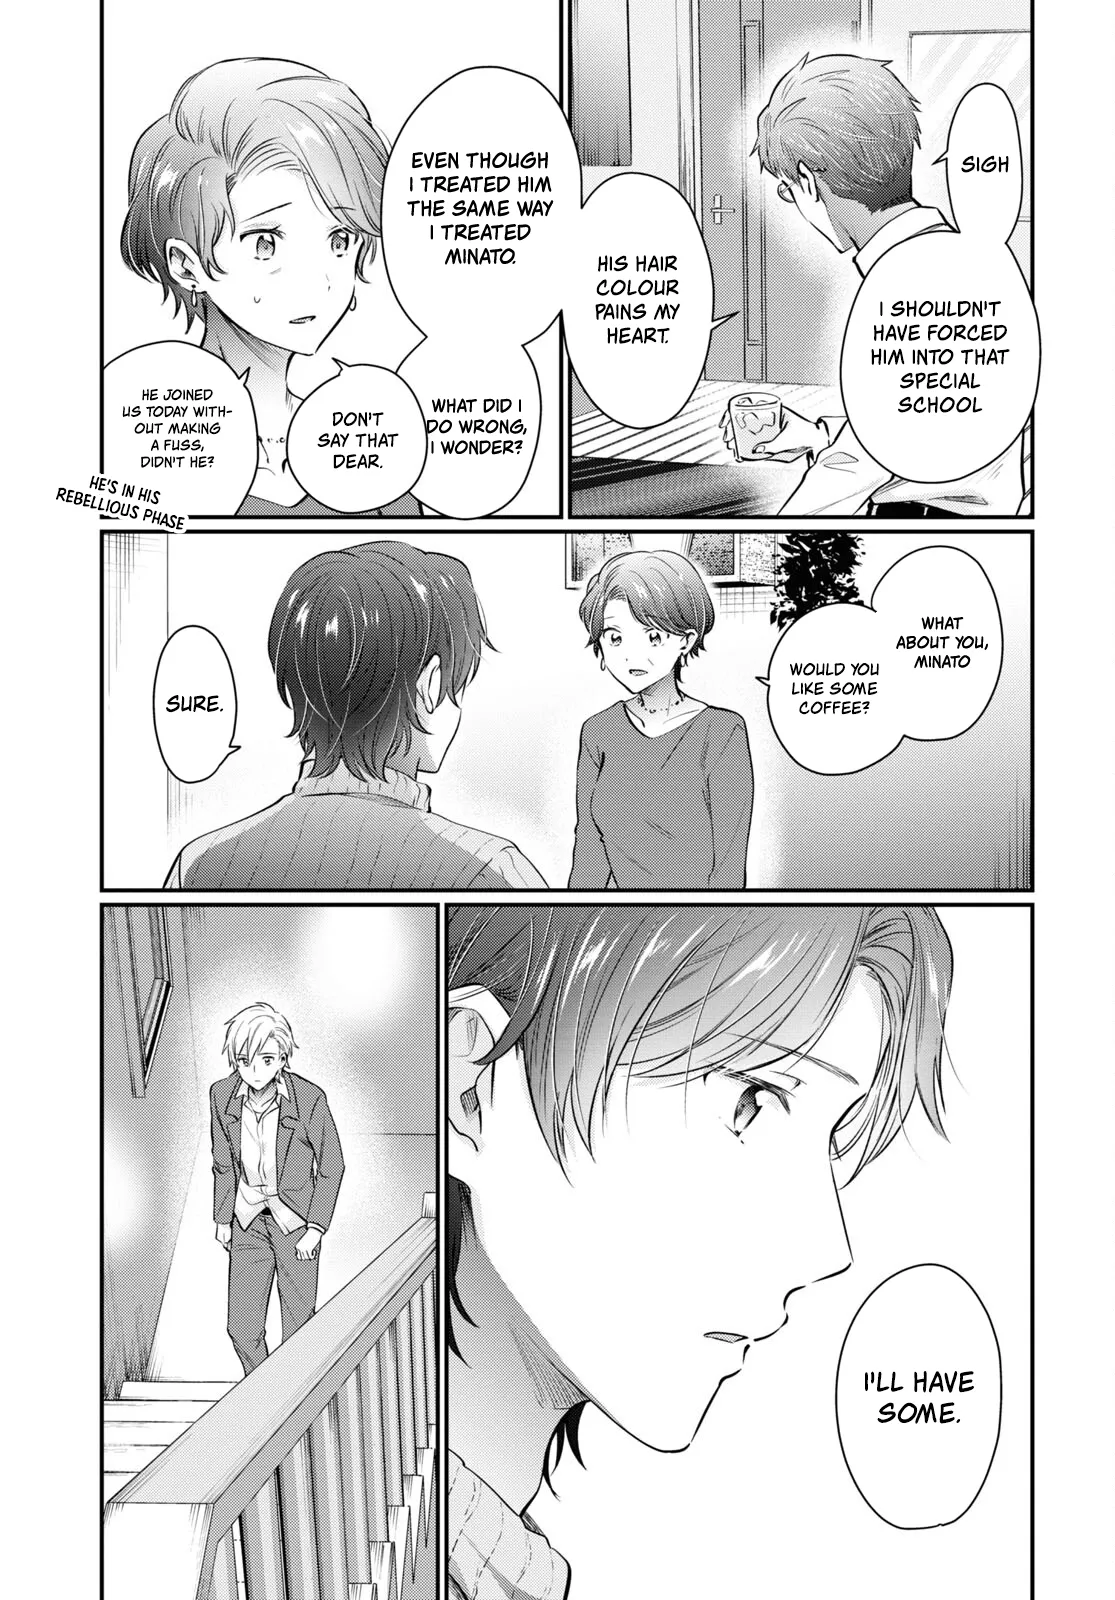 SIGH
I SHOULDN'T
HAVE FORCED
HIM INTO THAT
SPECIAL
SCHOOL
HIS HAIR
COLOUR
PAINS MY
HEART.
EVEN THOUGH
I TREATED HIM
THE SAME WAY
I TREATED
MINATO.
WHAT DID I
DO WRONG,
I WONDER?
DON'T
SAY THAT
DEAR.
HE JOINED
US TODAY WITH-
OUT MAKING
A FUSS,
DIDN'T HE?
HE'S IN HIS
REBELLIOUS PHASE
WHAT
ABOUT YOU,
MINATO
WOULD YOU
LIKE SOME
COFFEE?
SURE.
I'LL HAVE
SOME.